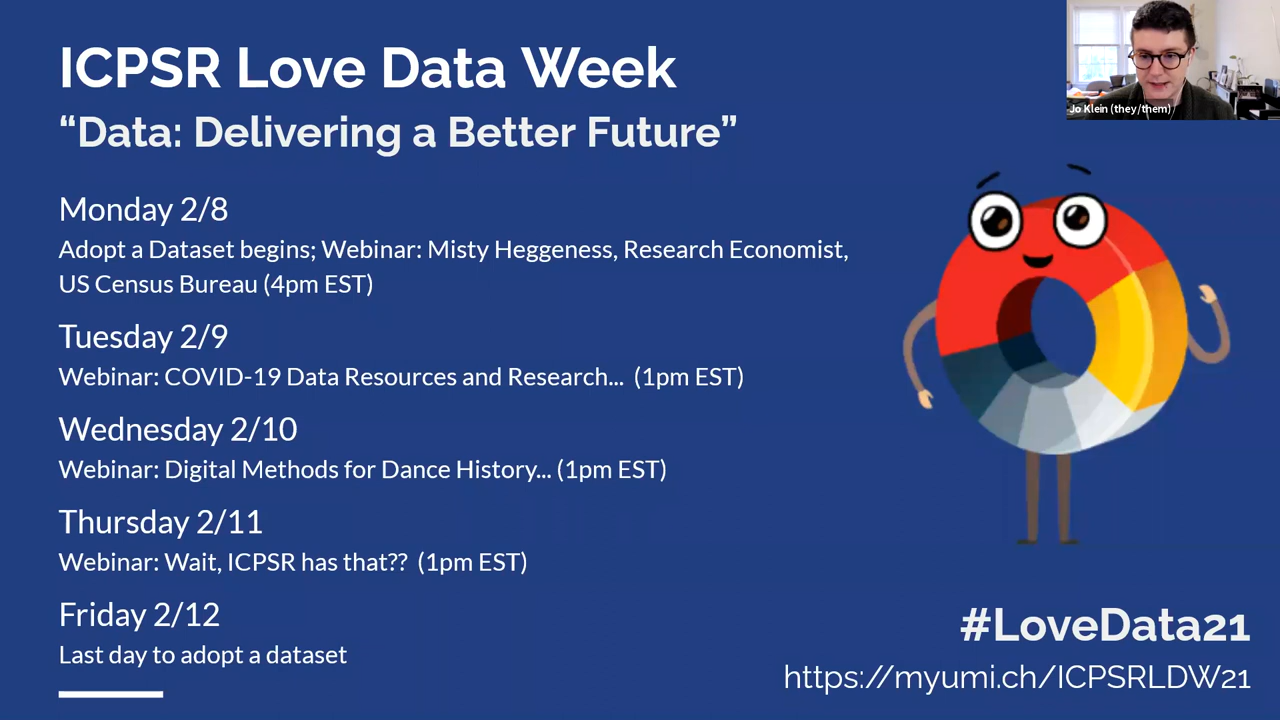 ICPSR Love Data Week
“Data: Delivering a Better Future”
Monday 2/8
Adopt a Dataset begins; Webinar: Misty Heggeness, Research Economist,
US Census Bureau (4pm EST)
Tuesday 2/9
Webinar: COVID-19 Data Resources and Research... (1pm EST)
Wednesday 2/10
Webinar: Digital Methods for Dance History... (1pm EST)
Thursday 2/11
Webinar: Wait, ICPSR has that?? (1pm EST)
Friday 2/12
Last day to adopt a dataset
Jo Klein (they/them)
#LoveData21
https://myumi.ch/ICPSRLDW21